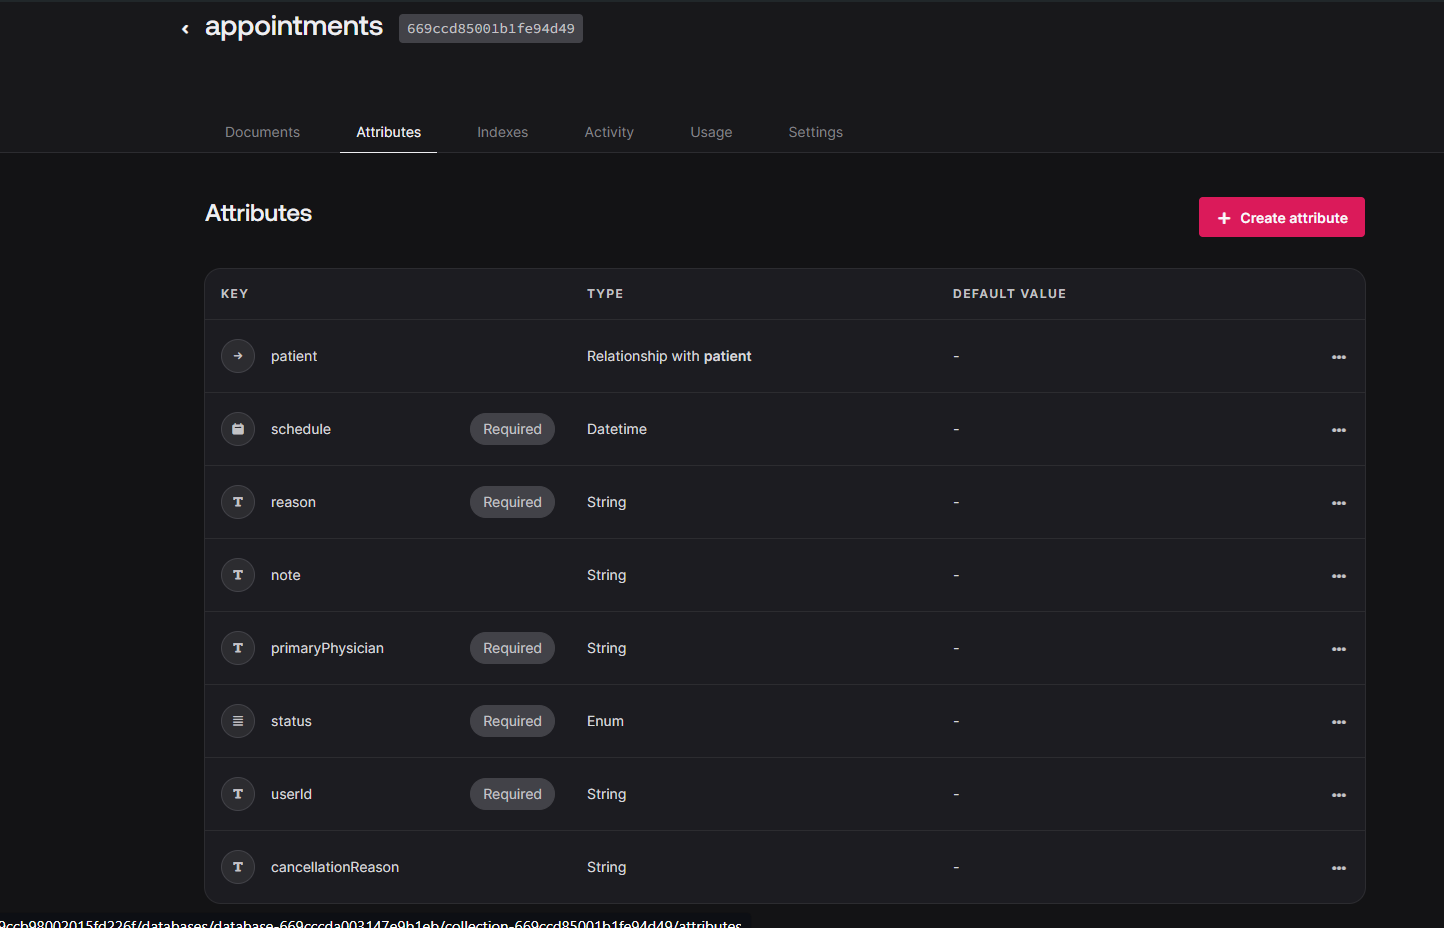 appointments 669ccd85001b1fe94d49
Documents Attributes Indexes Activity Usage Settings
Attributes
Create attribute
KEY TYPE DEFAULT VALUE
patient Relationship with patient -
schedule Required Datetime -
reason Required String -
note String -
primaryPhysician Required String -
status Required Enum -
userId Required String -
cancellationReason String -
9ccb98002015fd226f/databases/database-669cccda003147e9b1eb/collection-669ccd85001b1fe94d49/attributes